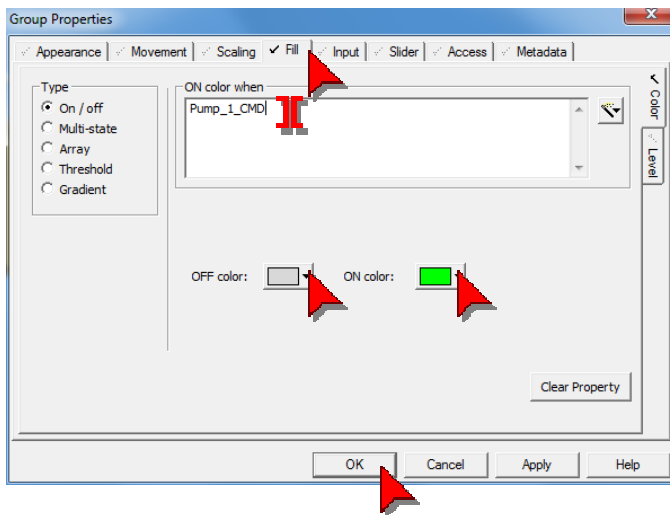 Group Properties
Appearance Movement Scaling Fill Input Slider Access Metadata
Type
On / off
Multi-state
Array
Threshold
Gradient
ON color when
Pump_1_CMD
Color
Level
OFF color: ON color:
Clear Property
OK Cancel Apply Help